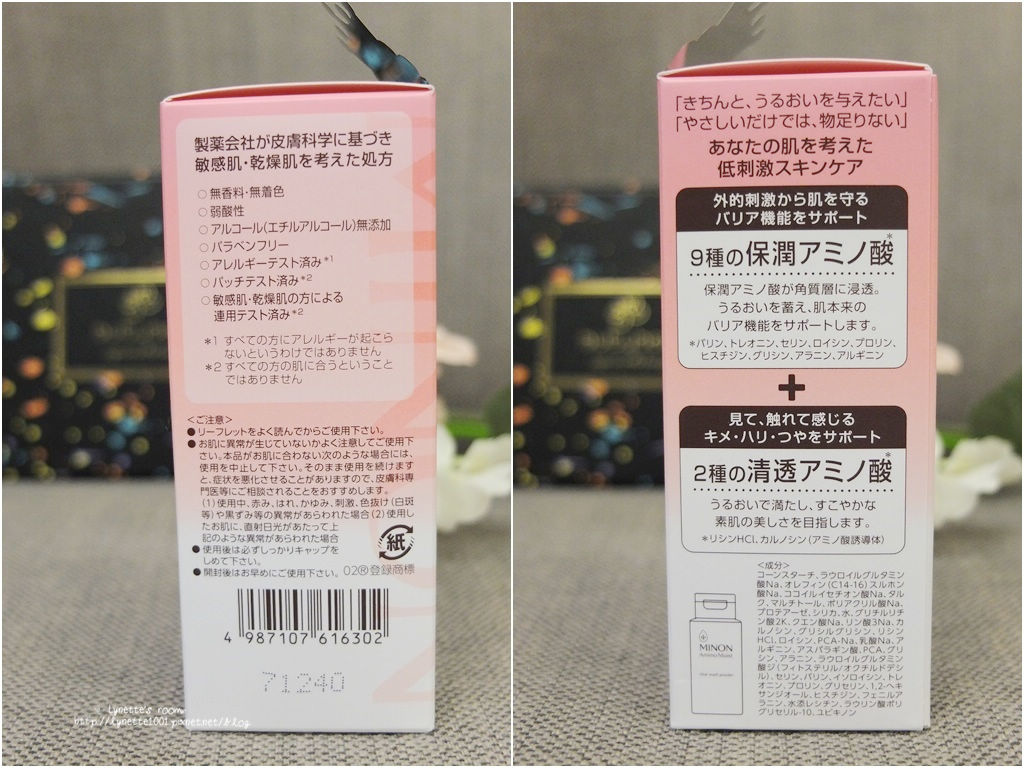 製薬会社が皮膚科学に基づき
敏感肌・乾燥肌を考えた処方
○無香料・無着色
○弱酸性
○アルコール(エチルアルコール)無添加
○パラベンフリー
○アレルギーテスト済み*1
○パッチテスト済み*2
○敏感肌・乾燥肌の方による
連用テスト済み*2
*1 すべての方にアレルギーが起こら
ないというわけではありません
*2 すべての方の肌に合うということ
ではありません
<ご注意>
●リーフレットをよく読んでからご使用下さい。
●お肌に異常が生じていないかよく注意してご使用下
さい。本品がお肌に合わない次のような場合には、
使用を中止して下さい。そのまま使用を続けます
と、症状を悪化させることがありますので、皮膚科専
門医等にご相談されることをおすすめします。
(1)使用中、赤み、はれ、かゆみ、刺激、色抜け(白斑
等)や黒ずみ等の異常があらわれた場合(2)使用し
たお肌に、直射日光があたって上
記のような異常があらわれた場合
●使用後は必ずしっかりキャップを
しめて下さい。
●開封後はお早めにご使用下さい。
紙
02®登録商標
4 987107 616302
71240
Lynette's room~
http://lynette1001.pixnet.net/blog
「きちんと、うるおいを与えたい」
「やさしいだけでは、物足りない」
あなたの肌を考えた
低刺激スキンケア
外的刺激から肌を守る
バリア機能をサポート
9種の保潤アミノ酸*
保潤アミノ酸が角質層に浸透。
うるおいを蓄え、肌本来の
バリア機能をサポートします。
*バリン、トレオニン、セリン、ロイシン、プロリン、
ヒスチジン、グリシン、アラニン、アルギニン
+
見て、触れて感じる
キメ・ハリ・つやをサポート
2種の清透アミノ酸*
うるおいで満たし、すこやかな
素肌の美しさを目指します。
*リシンHCl、カルノシン(アミノ酸誘導体)
<成分>
コーンスターチ、ラウロイルグルタミン
酸Na、オレフィン(C14-16)スルホン
酸Na、ココイルイセチオン酸Na、タル
ク、マルチトール、ポリアクリル酸Na、
プロテアーゼ、シリカ、水、グリチルリチ
ン酸2K、クエン酸Na、リン酸3Na、カ
ルノシン、グリシルグリシン、リシン
HCl、ロイシン、PCA-Na、乳酸Na、ア
ルギニン、アスパラギン酸、PCA、グリ
シン、アラニン、ラウロイルグルタミン
酸ジ(フィトステリル/オクチルドデシ
ル)、セリン、バリン、イソロイシン、トレ
オニン、プロリン、グリセリン、1,2-ヘキ
サンジオール、ヒスチジン、フェニルア
ラニン、水添レシチン、ラウリン酸ポリ
グリセリル-10、ユビキノン
MINON
Amino Moist
clear wash powder